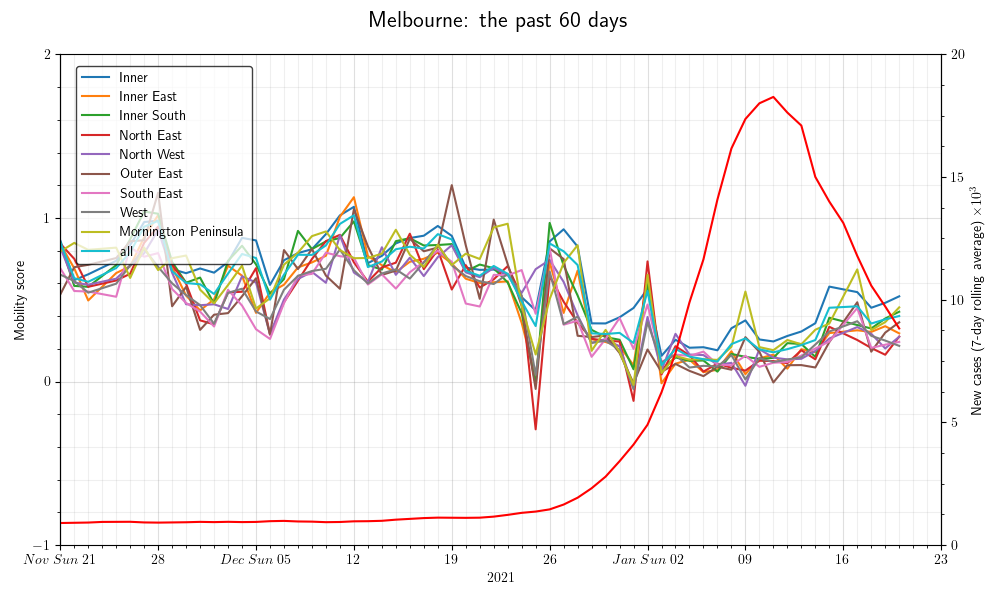 Melbourne: the past 60 days
2
20
Inner
Inner East
Inner South
North East
North West
Outer East
South East
West
Mornington Peninsula
all
15
1
Mobility score
New cases (7-day rolling average) ×10³
10
0
5
−1
0
Nov Sun 21
28
Dec Sun 05
12
19
26
Jan Sun 02
09
16
23
2021